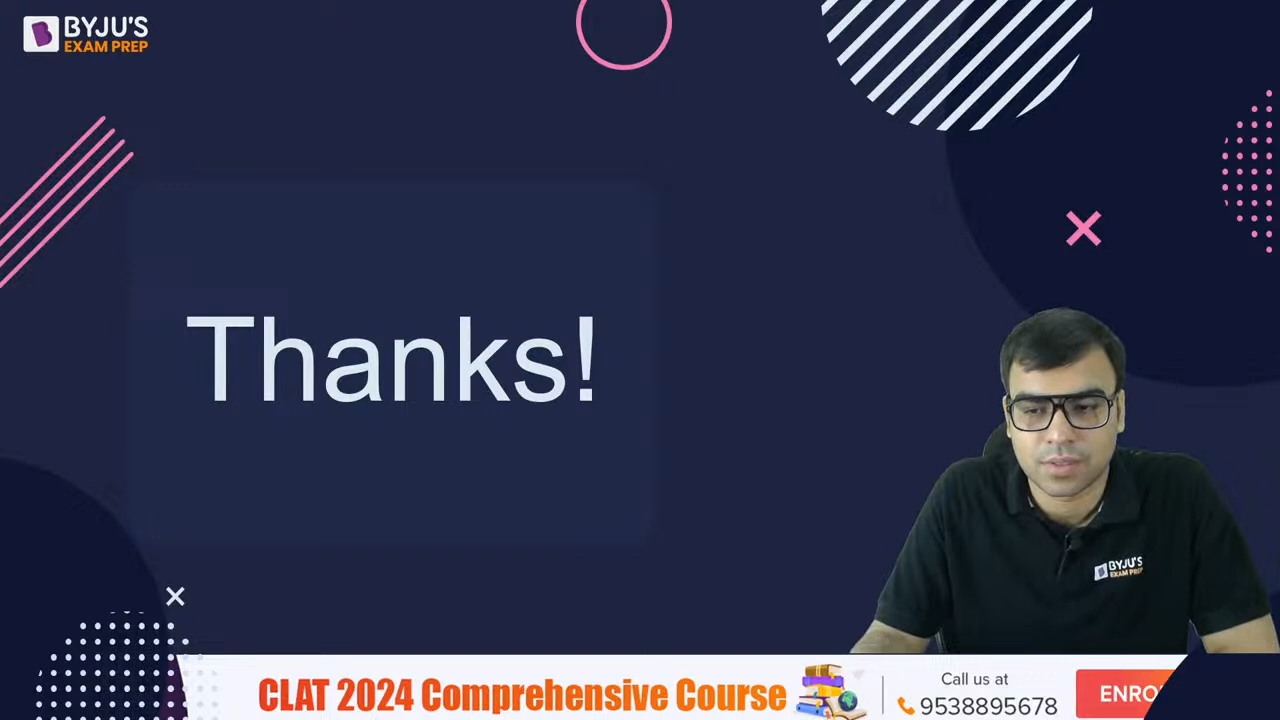 BYJU'S
EXAM PREP
Thanks!
BYJU'S
EXAM PREP
CLAT 2024 Comprehensive Course
Call us at
9538895678